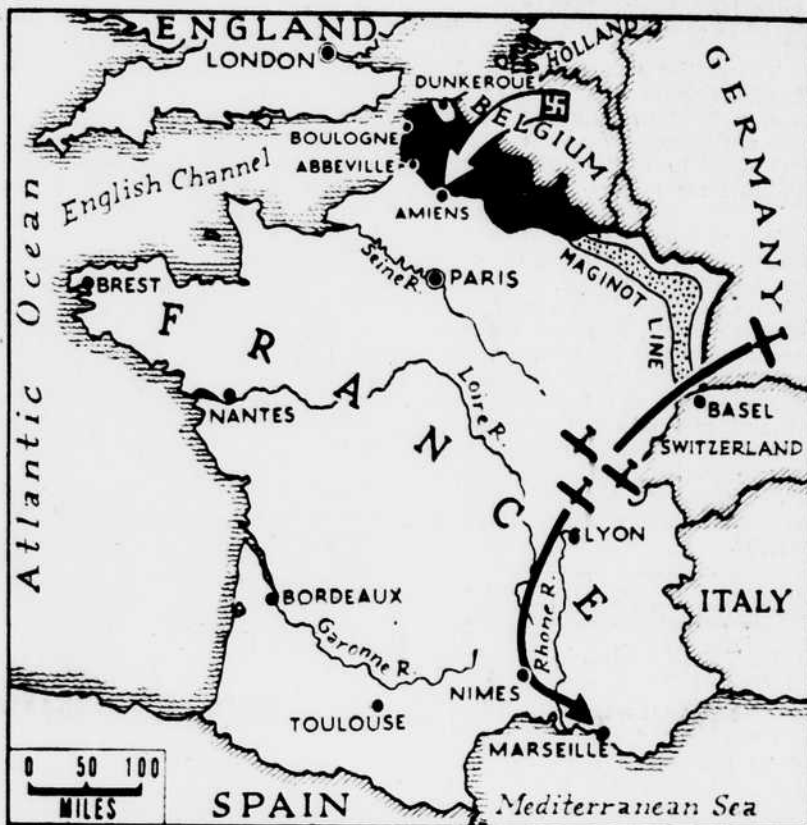 ENGLAND
LONDON
HOLLAND
DUNKERQUE
GERMANY
BELGIUM
BOULOGNE
English Channel
ABBEVILLE
AMIENS
Atlantic Ocean
Seine R.
PARIS
MAGINOT LINE
BREST
FRANCE
Loire R.
NANTES
BASEL
SWITZERLAND
LYON
BORDEAUX
Rhone R.
ITALY
Garonne R.
NIMES
TOULOUSE
MARSEILLE
0 50 100
MILES
SPAIN
Mediterranean Sea